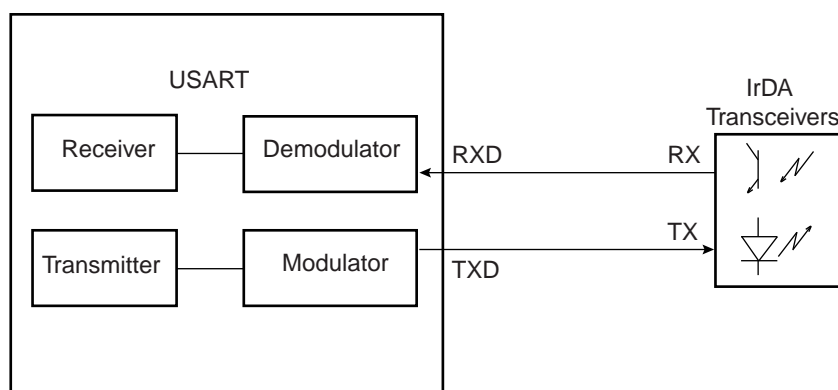 USART
IrDA
Transceivers
Receiver
Demodulator
RXD
RX
TX
Transmitter
Modulator
TXD